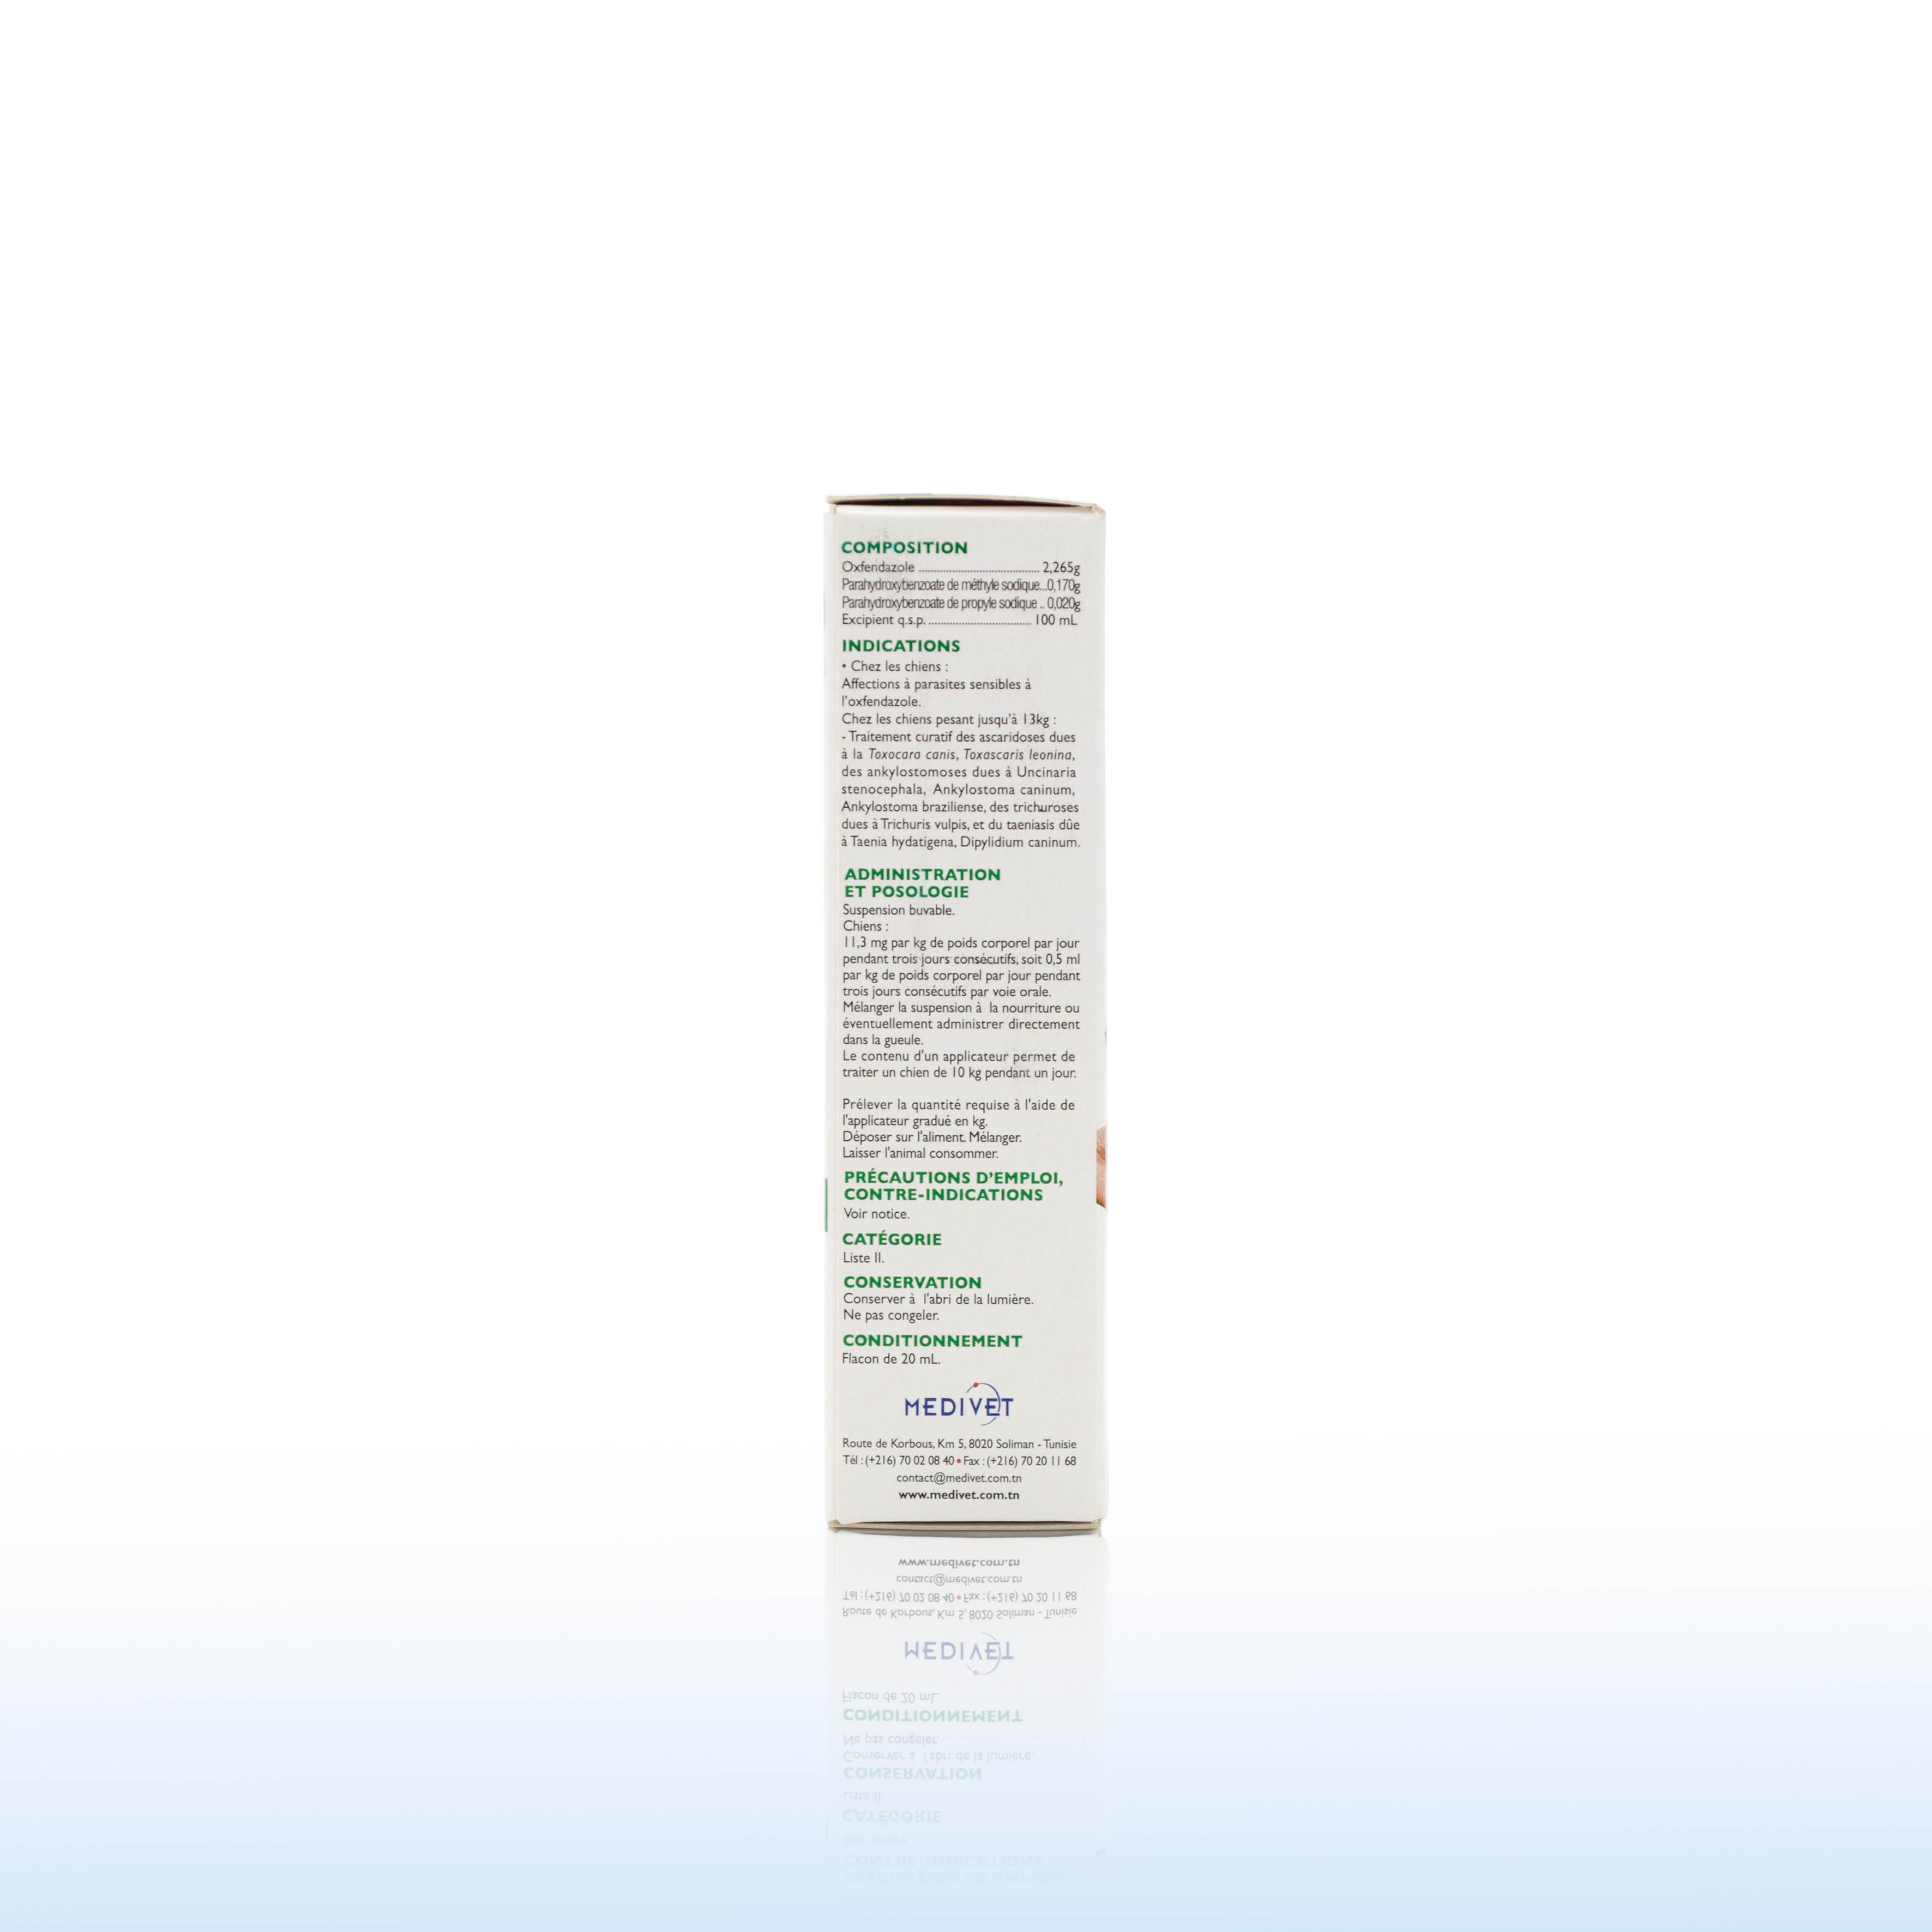 COMPOSITION
Oxfendazole ........................................ 2,265g
Parahydroxybenzoate de méthyle sodique...0,170g
Parahydroxybenzoate de propyle sodique .. 0,020g
Excipient q.s.p. .................................. 100 mL
INDICATIONS
• Chez les chiens :
Affections à parasites sensibles à
l'oxfendazole.
Chez les chiens pesant jusqu'à 13kg :
- Traitement curatif des ascaridoses dues
à la Toxocara canis, Toxascaris leonina,
des ankylostomoses dues à Uncinaria
stenocephala, Ankylostoma caninum,
Ankylostoma braziliense, des trichuroses
dues à Trichuris vulpis, et du taeniasis dûe
à Taenia hydatigena, Dipylidium caninum.
ADMINISTRATION
ET POSOLOGIE
Suspension buvable.
Chiens :
11,3 mg par kg de poids corporel par jour
pendant trois jours consécutifs, soit 0,5 ml
par kg de poids corporel par jour pendant
trois jours consécutifs par voie orale.
Mélanger la suspension à la nourriture ou
éventuellement administrer directement
dans la gueule.
Le contenu d'un applicateur permet de
traiter un chien de 10 kg pendant un jour.
Prélever la quantité requise à l'aide de
l'applicateur gradué en kg.
Déposer sur l'aliment. Mélanger.
Laisser l'animal consommer.
PRÉCAUTIONS D'EMPLOI,
CONTRE-INDICATIONS
Voir notice.
CATÉGORIE
Liste II.
CONSERVATION
Conserver à l'abri de la lumière.
Ne pas congeler.
CONDITIONNEMENT
Flacon de 20 mL.
MEDIVET
Route de Korbous, Km 5, 8020 Soliman - Tunisie
Tél : (+216) 70 02 08 40 • Fax : (+216) 70 20 11 68
contact@medivet.com.tn
www.medivet.com.tn